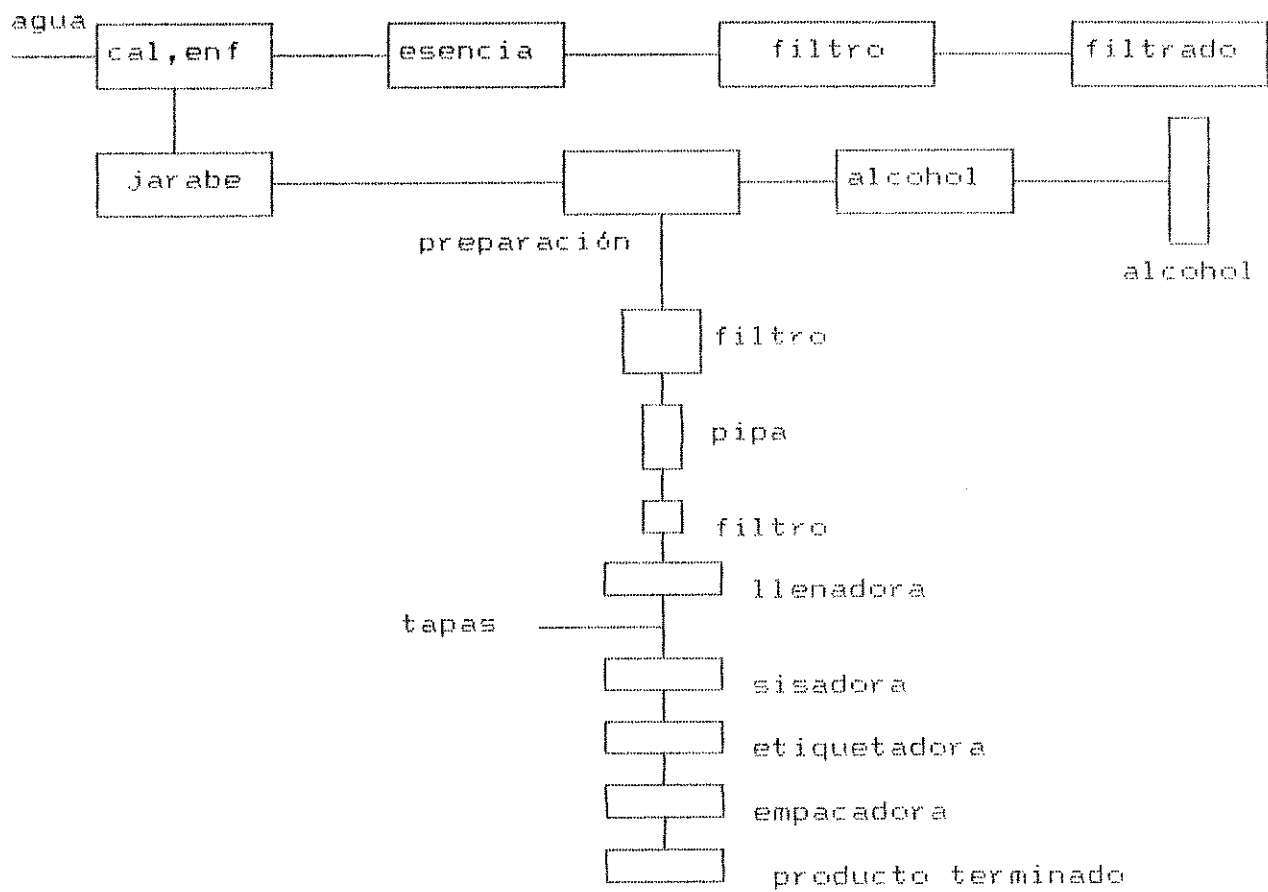 agua
cal,enf esencia filtro filtrado
jarabe alcohol
preparación
alcohol
filtro
pipa
filtro
llenadora
tapas
sisadora
etiquetadora
empacadora
producto terminado